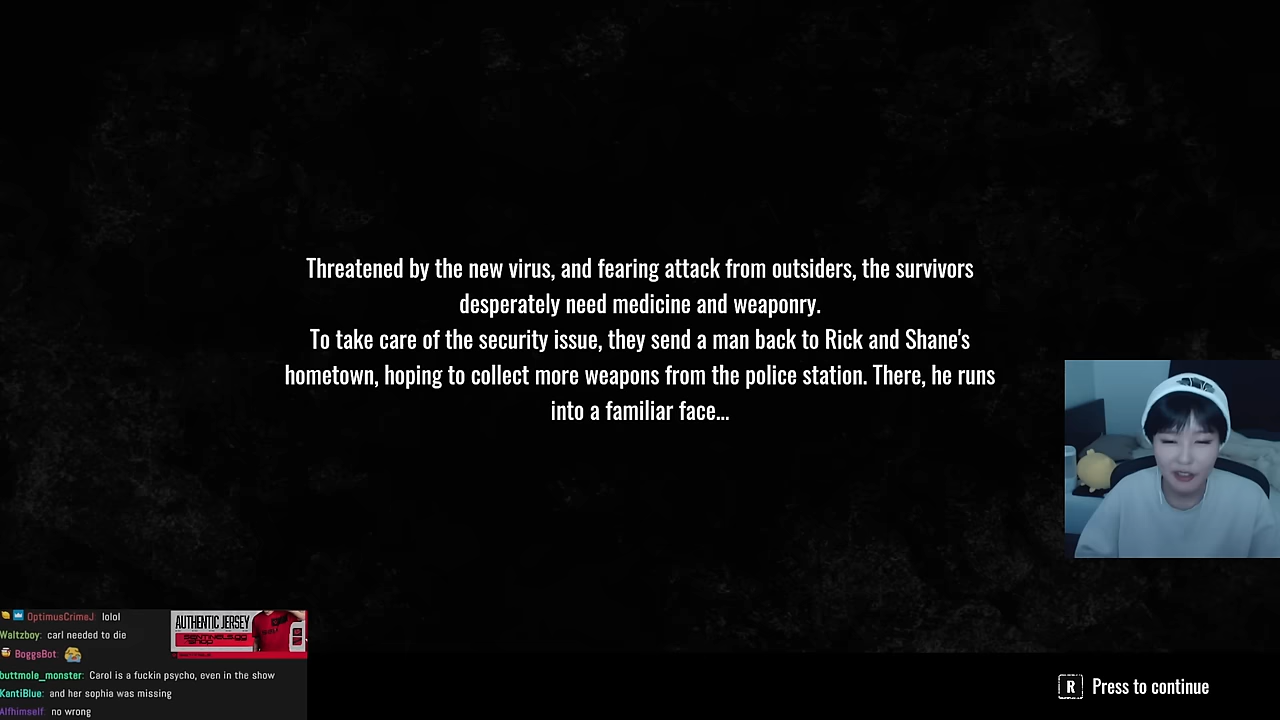 Threatened by the new virus, and fearing attack from outsiders, the survivors
desperately need medicine and weaponry.
To take care of the security issue, they send a man back to Rick and Shane's
hometown, hoping to collect more weapons from the police station. There, he runs
into a familiar face...
OptimusCrimeJ: lolol
Waltzboy: carl needed to die
BoggsBot:
buttmole_monster: Carol is a fuckin psycho, even in the show
KantiBlue: and her sophia was missing
Alfhimself: no wrong
AUTHENTIC JERSEY
R Press to continue